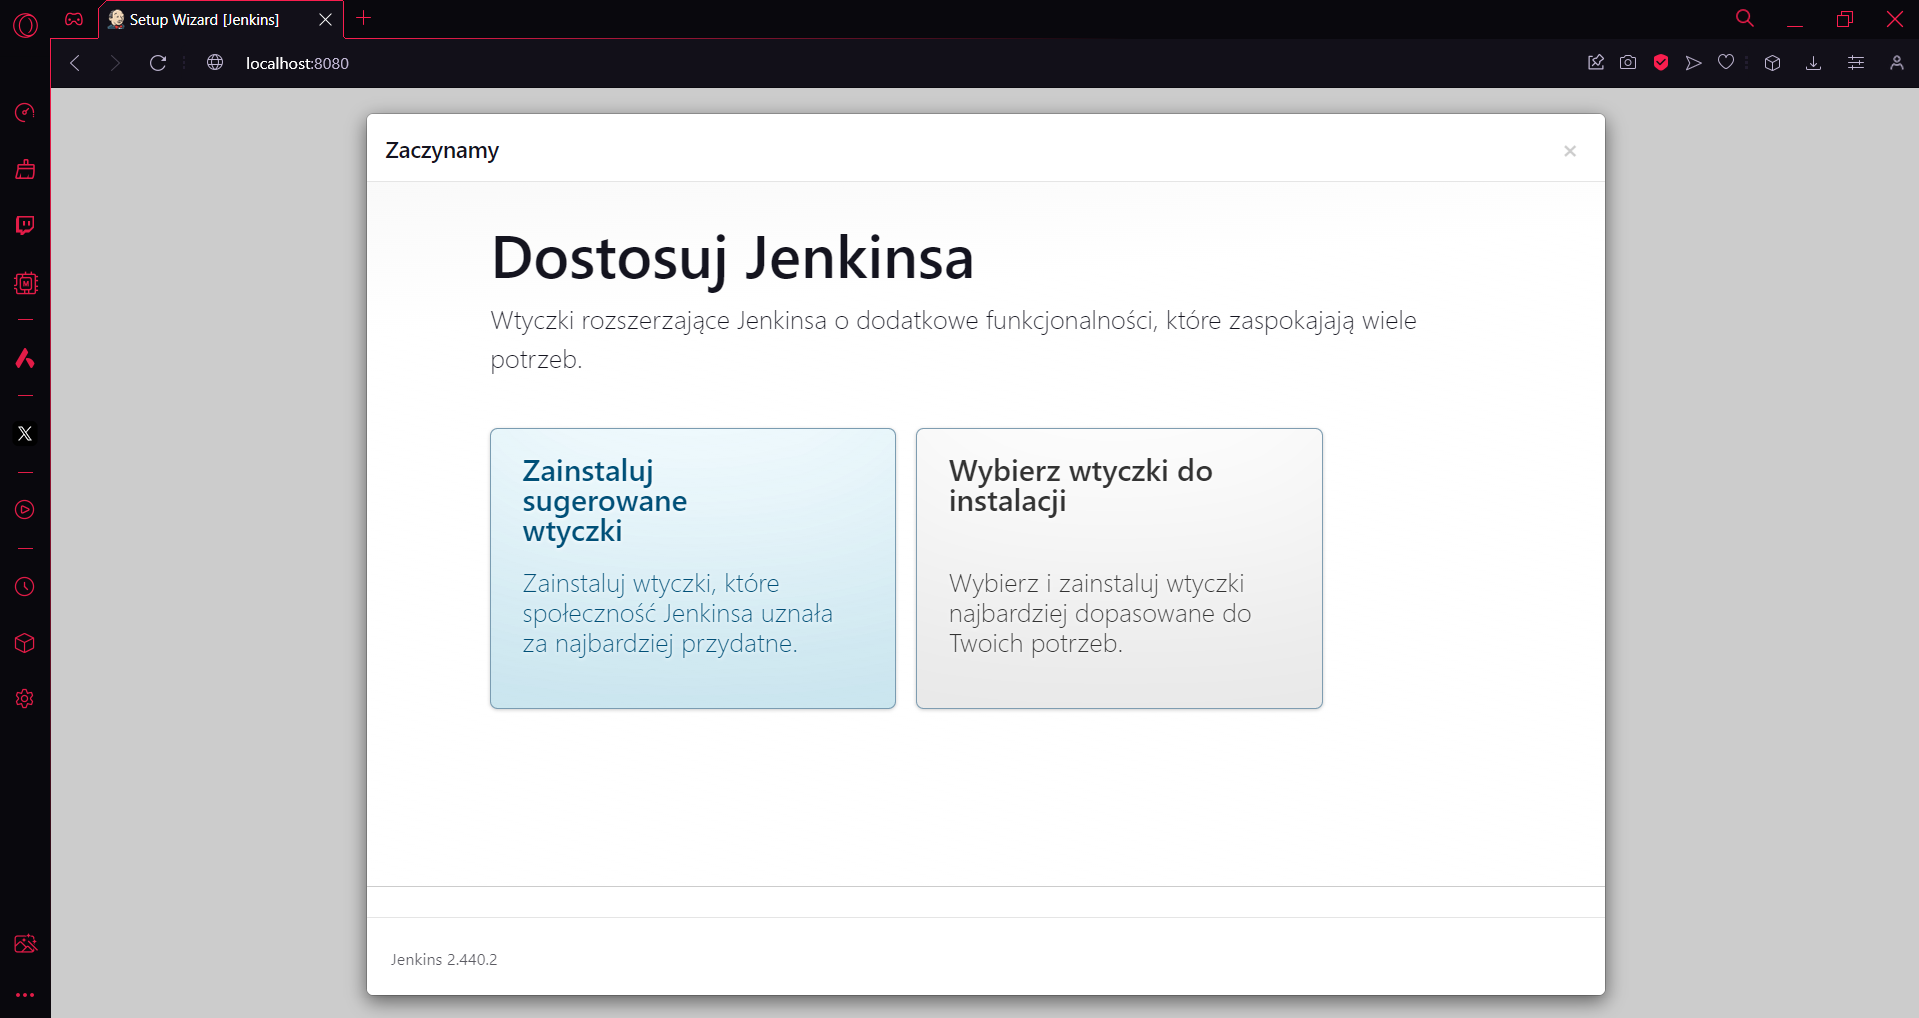 Setup Wizard [Jenkins]
localhost:8080
Zaczynamy
×
Dostosuj Jenkinsa
Wtyczki rozszerzające Jenkinsa o dodatkowe funkcjonalności, które zaspokajają wiele
potrzeb.
Zainstaluj
sugerowane
wtyczki
Zainstaluj wtyczki, które
społeczność Jenkinsa uznała
za najbardziej przydatne.
Wybierz wtyczki do
instalacji
Wybierz i zainstaluj wtyczki
najbardziej dopasowane do
Twoich potrzeb.
Jenkins 2.440.2